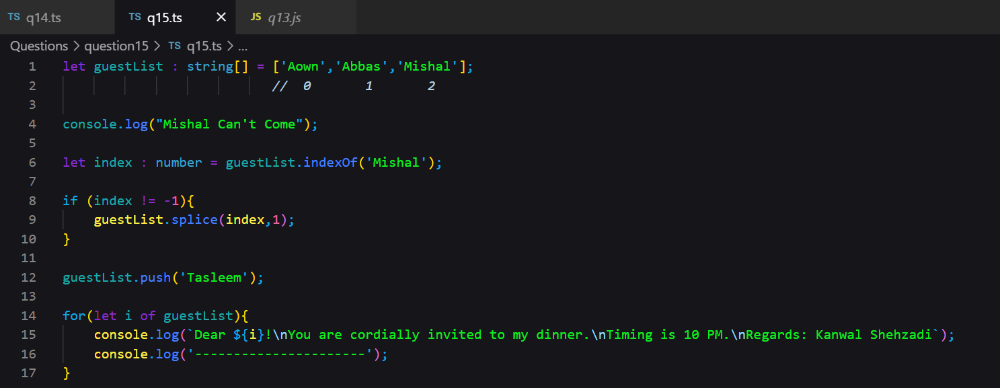 TS q14.ts TS q15.ts × JS q13.js
Questions > question15 > TS q15.ts > ...
1 let guestList : string[] = ['Aown','Abbas','Mishal'];
2 // 0 1 2
3
4 console.log("Mishal Can't Come");
5
6 let index : number = guestList.indexOf('Mishal');
7
8 if (index != -1){
9 guestList.splice(index,1);
10 }
11
12 guestList.push('Tasleem');
13
14 for(let i of guestList){
15 console.log(`Dear ${i}!\nYou are cordially invited to my dinner.\nTiming is 10 PM.\nRegards: Kanwal Shehzadi`);
16 console.log('----------------------');
17 }